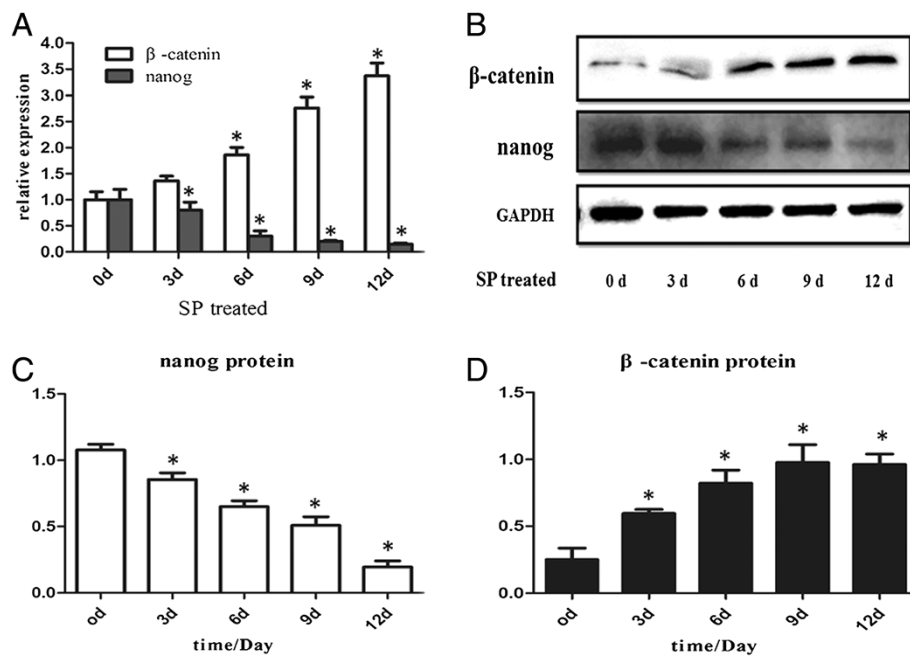 A
β -catenin
nanog
relative expression
4.0
3.5
3.0
2.5
2.0
1.5
1.0
0.5
0.0
* * * * * * *
0d 3d 6d 9d 12d
SP treated
B
β-catenin
nanog
GAPDH
SP treated 0 d 3 d 6 d 9 d 12 d
C
nanog protein
1.5
1.0
0.5
0.0
* * * *
od 3d 6d 9d 12d
time/Day
D
β -catenin protein
1.5
1.0
0.5
0.0
* * * *
od 3d 6d 9d 12d
time/Day